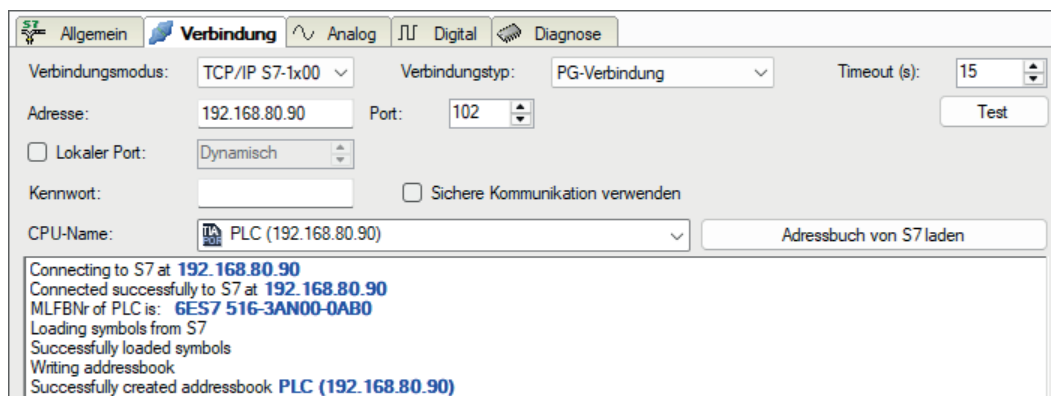 S7 Allgemein Verbindung Analog Digital Diagnose
Verbindungsmodus: TCP/IP S7-1x00 Verbindungstyp: PG-Verbindung Timeout (s): 15
Adresse: 192.168.80.90 Port: 102 Test
Lokaler Port: Dynamisch
Kennwort: Sichere Kommunikation verwenden
CPU-Name: TIA POR PLC (192.168.80.90) Adressbuch von S7 laden
Connecting to S7 at 192.168.80.90
Connected successfully to S7 at 192.168.80.90
MLFBNr of PLC is: 6ES7 516-3AN00-0AB0
Loading symbols from S7
Successfully loaded symbols
Writing addressbook
Successfully created addressbook PLC (192.168.80.90)